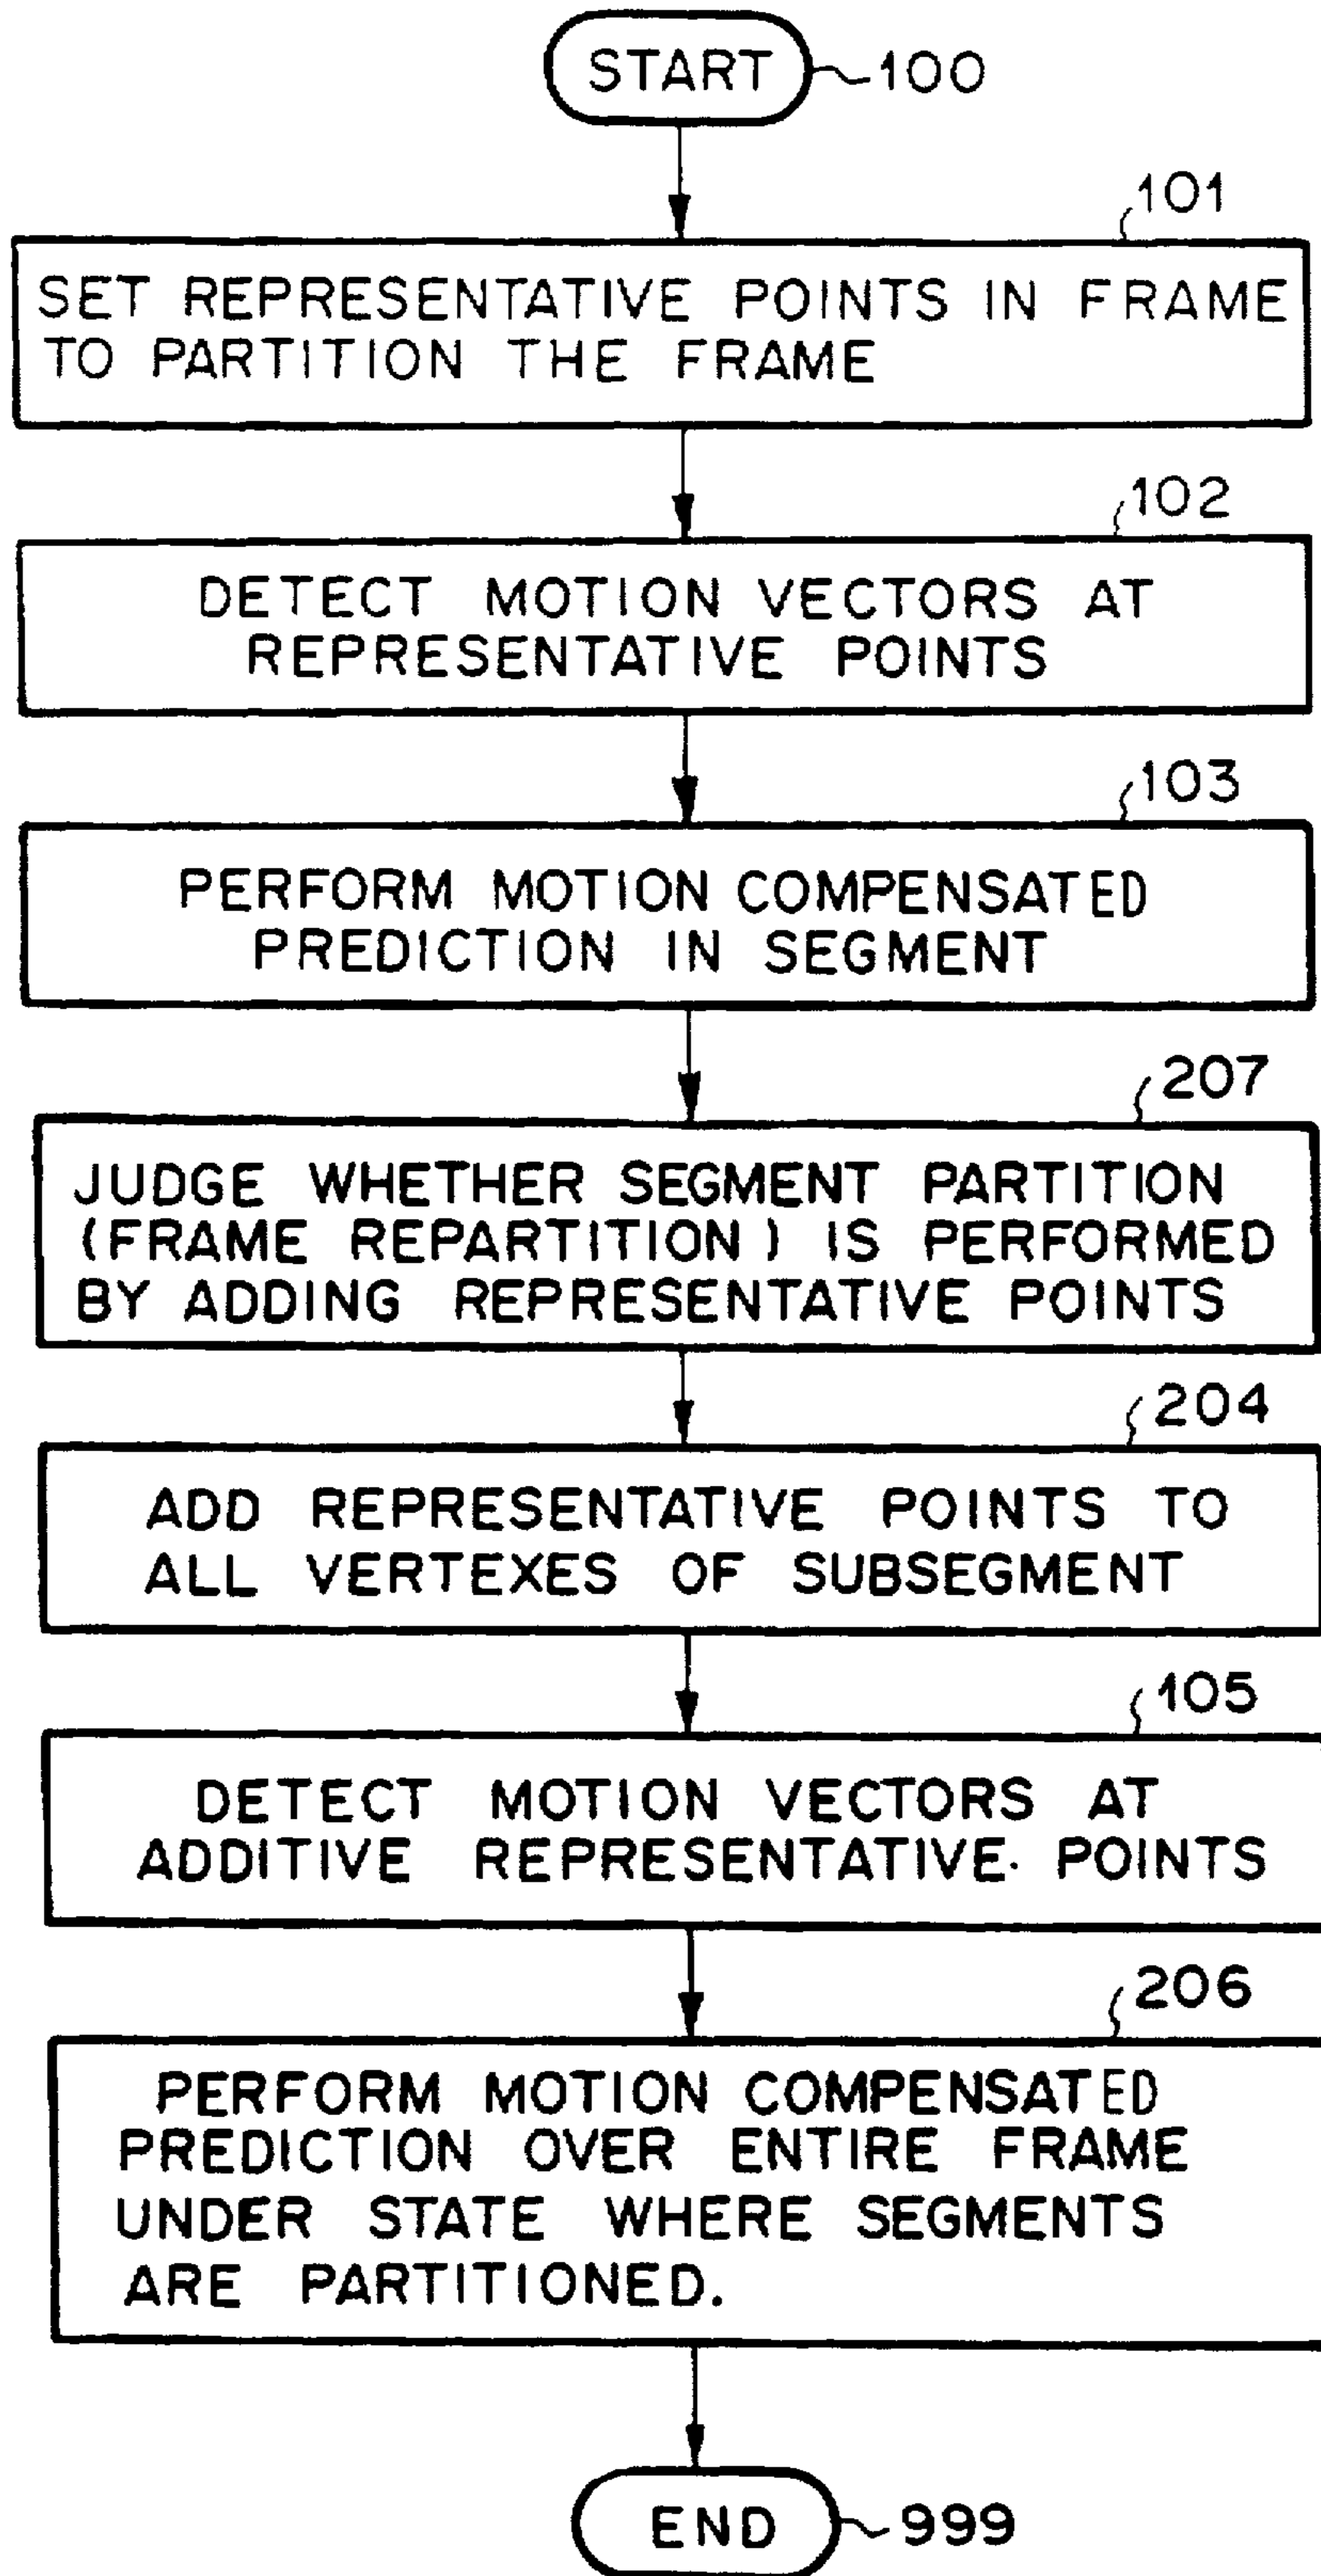 START
100
101
SET REPRESENTATIVE POINTS IN FRAME
TO PARTITION THE FRAME
102
DETECT MOTION VECTORS AT
REPRESENTATIVE POINTS
103
PERFORM MOTION COMPENSATED
PREDICTION IN SEGMENT
207
JUDGE WHETHER SEGMENT PARTITION
(FRAME REPARTITION) IS PERFORMED
BY ADDING REPRESENTATIVE POINTS
204
ADD REPRESENTATIVE POINTS TO
ALL VERTEXES OF SUBSEGMENT
105
DETECT MOTION VECTORS AT
ADDITIVE REPRESENTATIVE POINTS
206
PERFORM MOTION COMPENSATED
PREDICTION OVER ENTIRE FRAME
UNDER STATE WHERE SEGMENTS
ARE PARTITIONED.
END
999